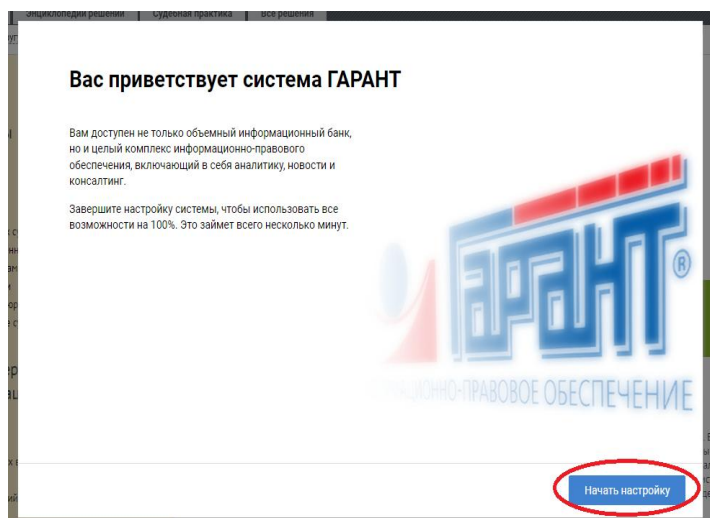 Энциклопедии решений Судебная практика Все решения
Вас приветствует система ГАРАНТ
Вам доступен не только объемный информационный банк,
но и целый комплекс информационно-правового
обеспечения, включающий в себя аналитику, новости и
консалтинг.
Завершите настройку системы, чтобы использовать все
возможности на 100%. Это займет всего несколько минут.
ГАРАНТ®
ПРАВОВОЕ ОБЕСПЕЧЕНИЕ
Начать настройку